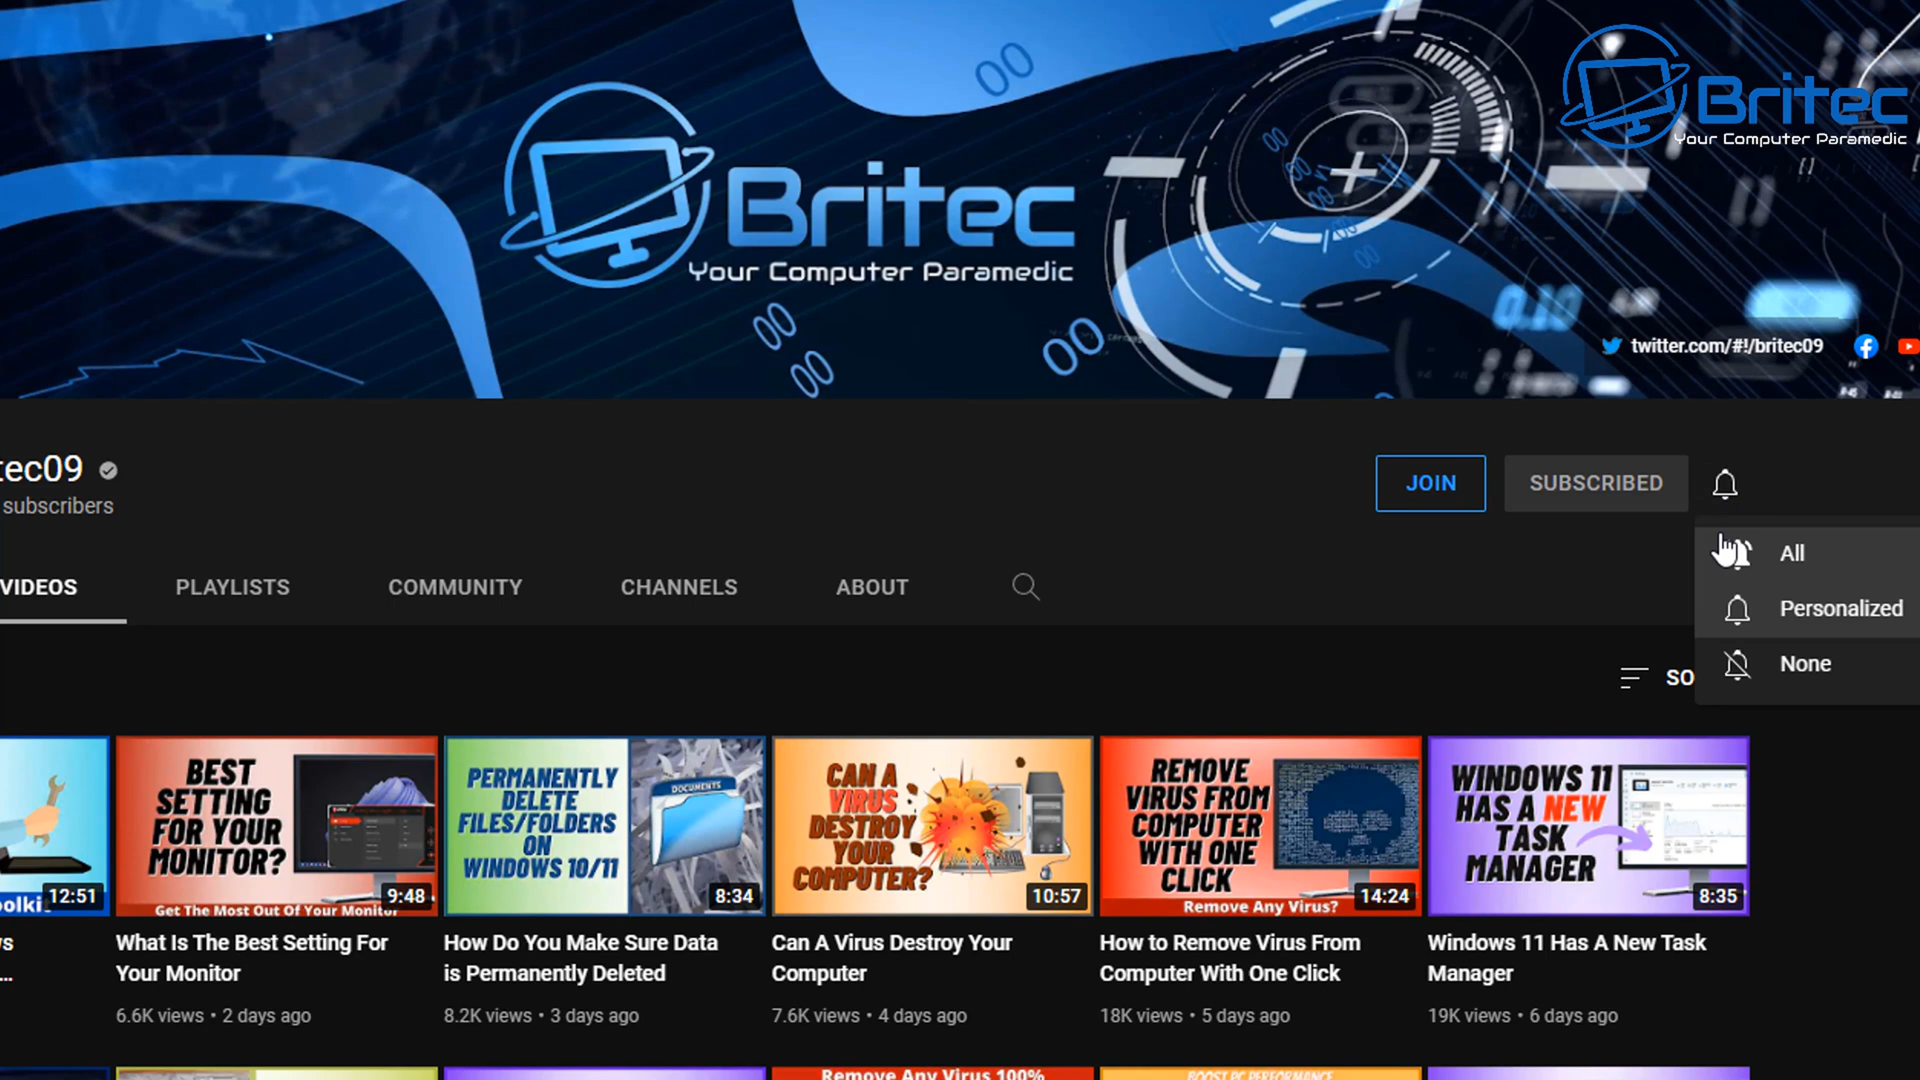 Britec
Your Computer Paramedic
Britec
Your Computer Paramedic
twitter.com/#!/britec09
tec09
subscribers
JOIN
SUBSCRIBED
All
Personalized
None
VIDEOS
PLAYLISTS
COMMUNITY
CHANNELS
ABOUT
SO
12:51
BEST
SETTING
FOR YOUR
MONITOR?
Get The Most Out Of Your Monitor
9:48
PERMANENTLY
DELETE
FILES/FOLDERS
ON
WINDOWS 10/11
DOCUMENTS
8:34
CAN A
VIRUS
DESTROY
YOUR
COMPUTER?
10:57
REMOVE
VIRUS FROM
COMPUTER
WITH ONE
CLICK
Remove Any Virus?
14:24
WINDOWS 11
HAS A NEW
TASK
MANAGER
8:35
What Is The Best Setting For
Your Monitor
6.6K views • 2 days ago
How Do You Make Sure Data
is Permanently Deleted
8.2K views • 3 days ago
Can A Virus Destroy Your
Computer
7.6K views • 4 days ago
How to Remove Virus From
Computer With One Click
18K views • 5 days ago
Windows 11 Has A New Task
Manager
19K views • 6 days ago
Remove Any Virus 100%
BOOST PC PERFORMANCE